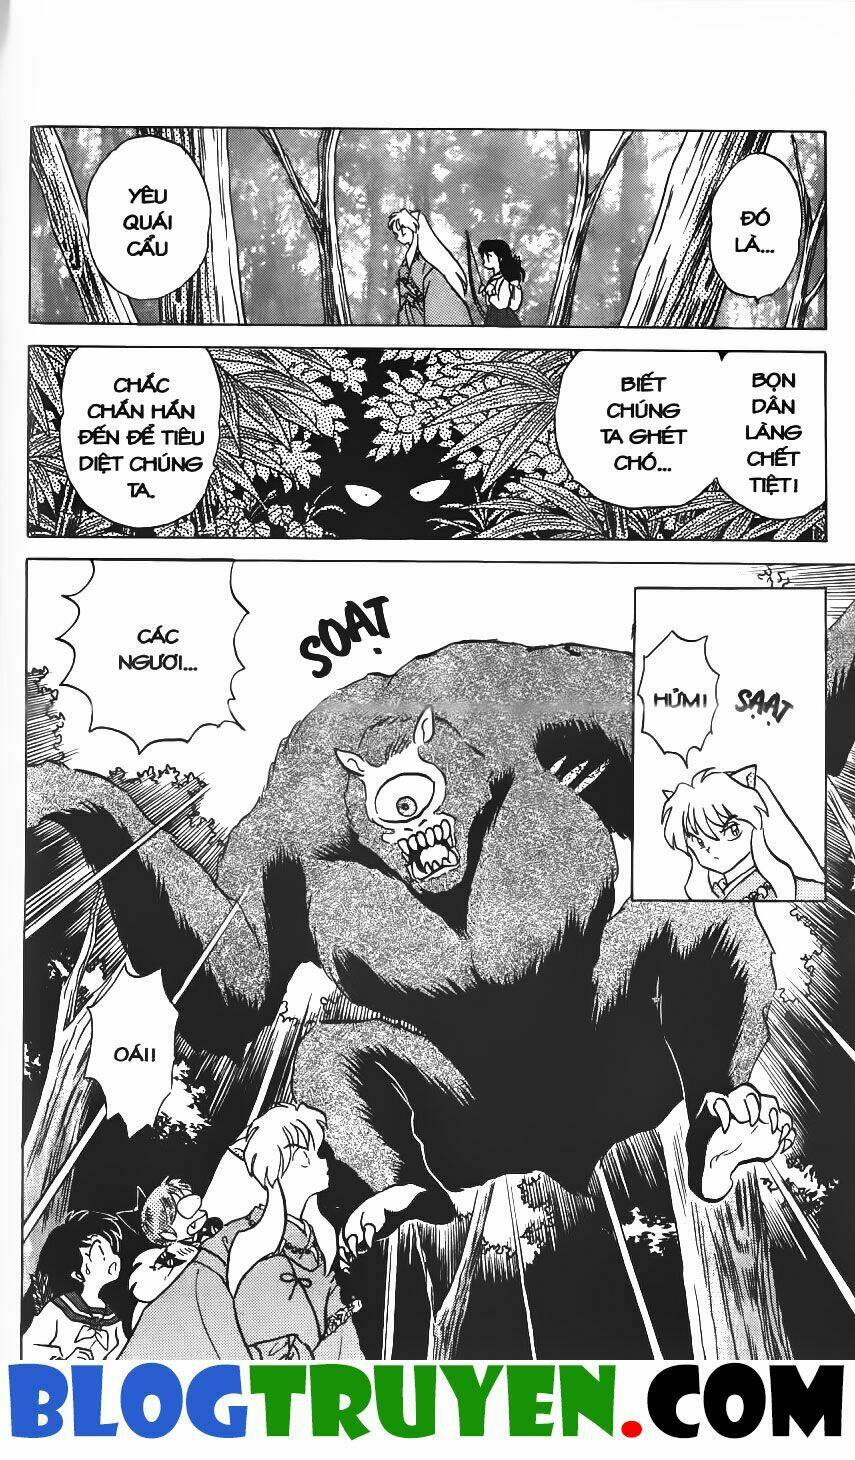 ĐÓ
LÀ...
YÊU
QUÁI
CẨU
BỌN
DÂN
LÀNG
CHẾT
TIỆT!
BIẾT
CHÚNG
TA GHÉT
CHÓ...
CHẮC
CHẮN HẮN
ĐẾN ĐỂ TIÊU
DIỆT CHÚNG
TA.
HỬM!
SẠẠT
SOẠT
CÁC
NGƯƠI...
OÁI!
BLOGTRUYEN.COM